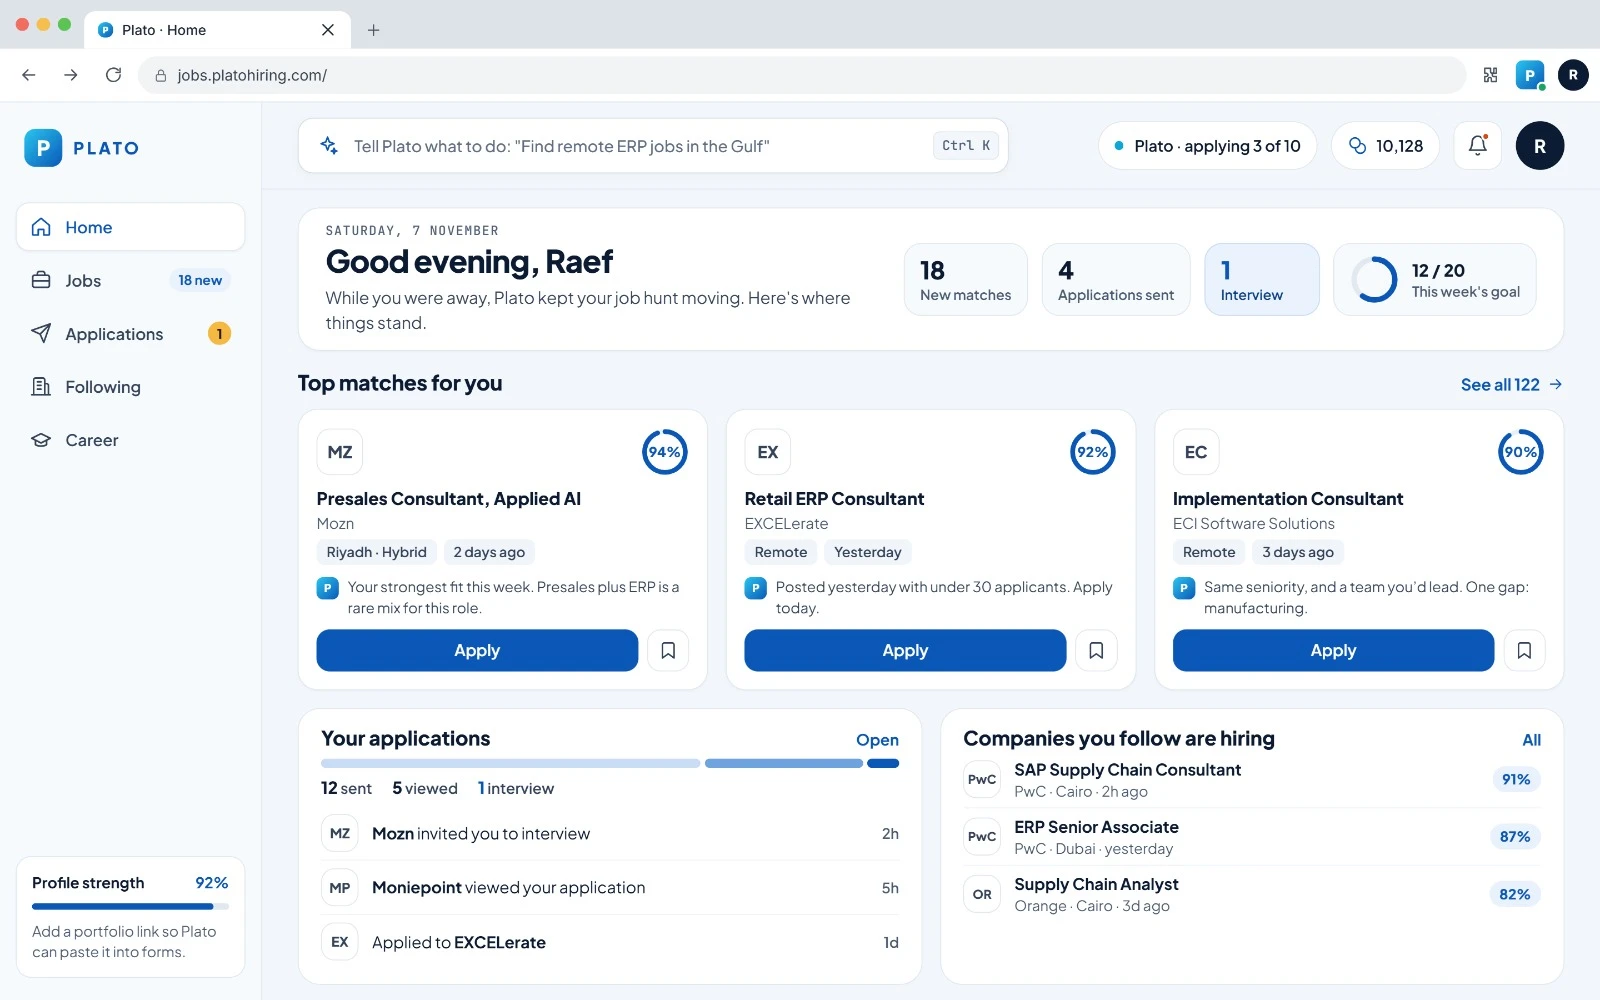 P Plato · Home
jobs.platohiring.com/
P
R
P PLATO
Tell Plato what to do: "Find remote ERP jobs in the Gulf"
Ctrl K
Plato · applying 3 of 10
10,128
R
Home
Jobs
18 new
Applications
1
Following
Career
SATURDAY, 7 NOVEMBER
Good evening, Raef
While you were away, Plato kept your job hunt moving. Here's where
things stand.
18
New matches
4
Applications sent
1
Interview
12 / 20
This week's goal
Top matches for you
See all 122
MZ
94%
Presales Consultant, Applied AI
Mozn
Riyadh · Hybrid
2 days ago
P
Your strongest fit this week. Presales plus ERP is a
rare mix for this role.
Apply
EX
92%
Retail ERP Consultant
EXCELerate
Remote
Yesterday
P
Posted yesterday with under 30 applicants. Apply
today.
Apply
EC
90%
Implementation Consultant
ECI Software Solutions
Remote
3 days ago
P
Same seniority, and a team you'd lead. One gap:
manufacturing.
Apply
Your applications
Open
12 sent
5 viewed
1 interview
MZ
Mozn invited you to interview
2h
MP
Moniepoint viewed your application
5h
EX
Applied to EXCELerate
1d
Companies you follow are hiring
All
PwC
SAP Supply Chain Consultant
PwC · Cairo · 2h ago
91%
PwC
ERP Senior Associate
PwC · Dubai · yesterday
87%
OR
Supply Chain Analyst
Orange · Cairo · 3d ago
82%
Profile strength
92%
Add a portfolio link so Plato
can paste it into forms.